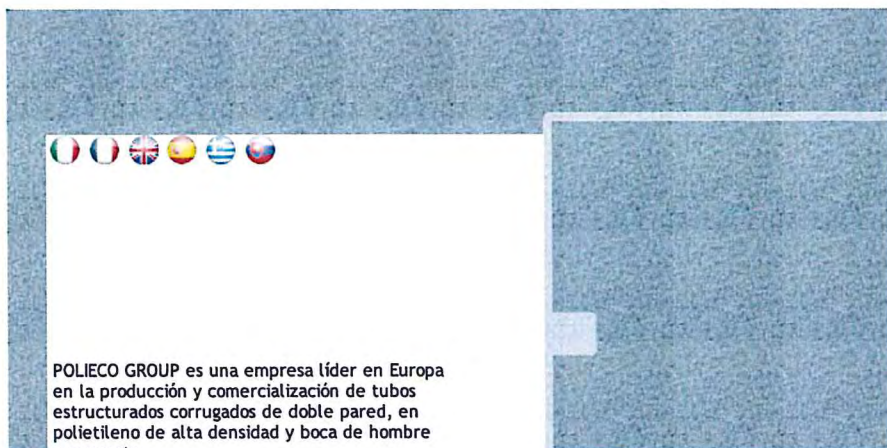 POLIECO GROUP es una empresa líder en Europa
en la producción y comercialización de tubos
estructurados corrugados de doble pared, en
polietileno de alta densidad y boca de hombre